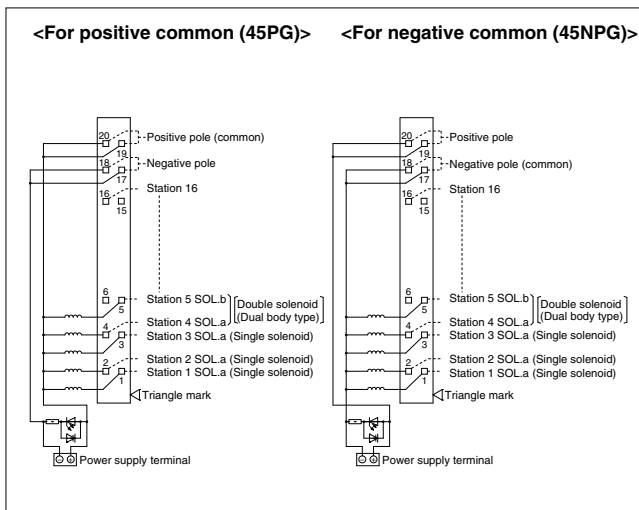 <For positive common (45PG)>
20
19
Positive pole (common)
18
17
Negative pole
16
15
Station 16
6
5
Station 5 SOL.b
4
Station 4 SOL.a
Double solenoid
(Dual body type)
3
Station 3 SOL.a (Single solenoid)
2
Station 2 SOL.a (Single solenoid)
1
Station 1 SOL.a (Single solenoid)
Triangle mark
− +
Power supply terminal
<For negative common (45NPG)>
20
19
Positive pole
18
17
Negative pole (common)
16
15
Station 16
6
5
Station 5 SOL.b
4
Station 4 SOL.a
Double solenoid
(Dual body type)
3
Station 3 SOL.a (Single solenoid)
2
Station 2 SOL.a (Single solenoid)
1
Station 1 SOL.a (Single solenoid)
Triangle mark
− +
Power supply terminal